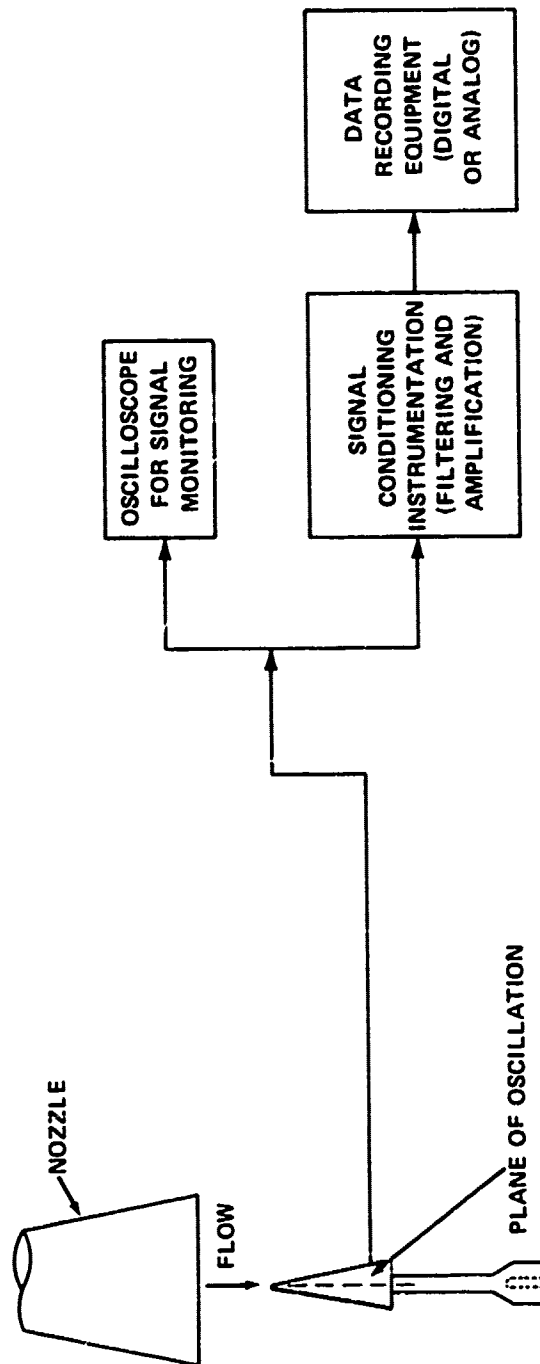 NOZZLE
FLOW
PLANE OF OSCILLATION
OSCILLOSCOPE
FOR SIGNAL
MONITORING
SIGNAL
CONDITIONING
INSTRUMENTATION
(FILTERING AND
AMPLIFICATION)
DATA
RECORDING
EQUIPMENT
(DIGITAL
OR ANALOG)